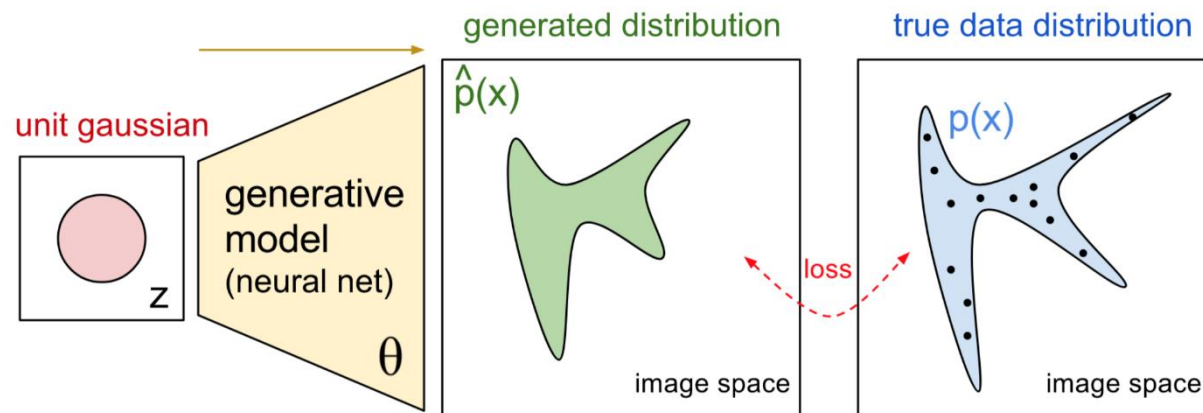 generated distribution
true data distribution
p̂(x)
unit gaussian
p(x)
generative
model
(neural net)
loss
z
θ
image space
image space